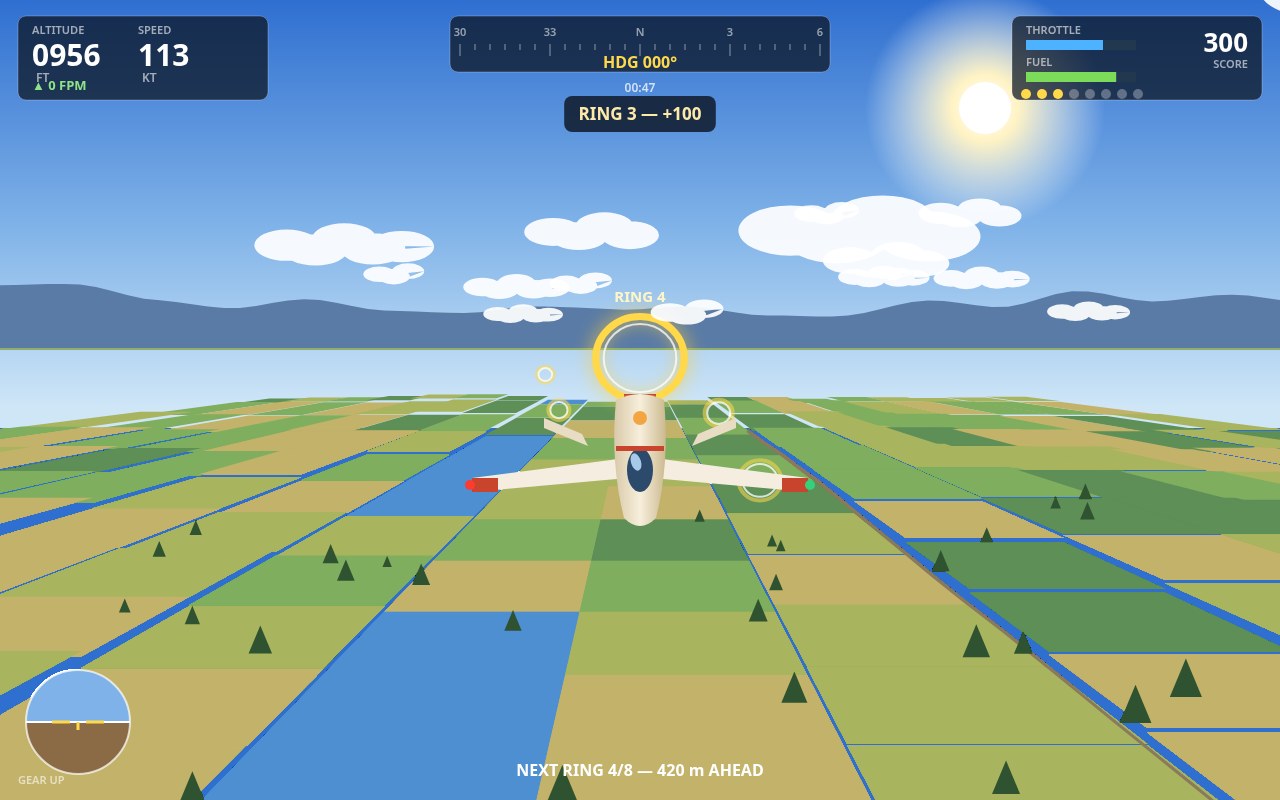 ALTITUDE SPEED
0956 113
FT KT
▲ 0 FPM
30 33 N 3 6
HDG 000°
00:47
RING 3 — +100
THROTTLE
FUEL
300
SCORE
RING 4
GEAR UP
NEXT RING 4/8 — 420 m AHEAD